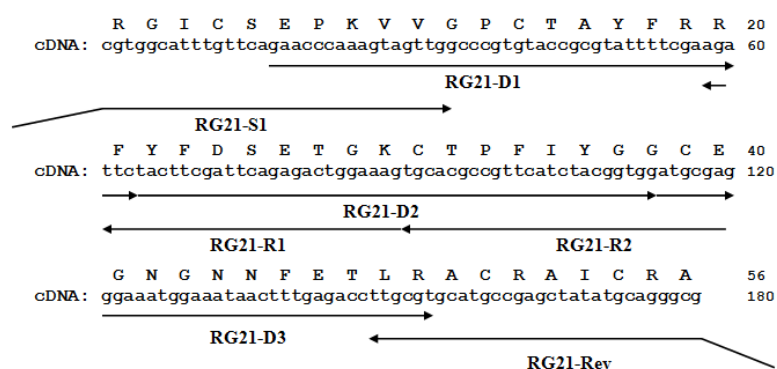 R G I C S E P K V V G P C T A Y F R R 20
cDNA: cgtggcatttgttcagaacccaaagtagttggcccgtgtaccgcgtattttcgaaga 60
RG21-D1
RG21-S1
F Y F D S E T G K C T P F I Y G G C E 40
cDNA: ttctacttcgattcagagactggaaagtgcacgccgttcatctacggtggatgcgag 120
RG21-D2
RG21-R1 RG21-R2
G N G N N F E T L R A C R A I C R A 56
cDNA: ggaaatggaaataactttgagaccttgcgtgcatgccgagctatatgcagggcg 180
RG21-D3
RG21-Rev